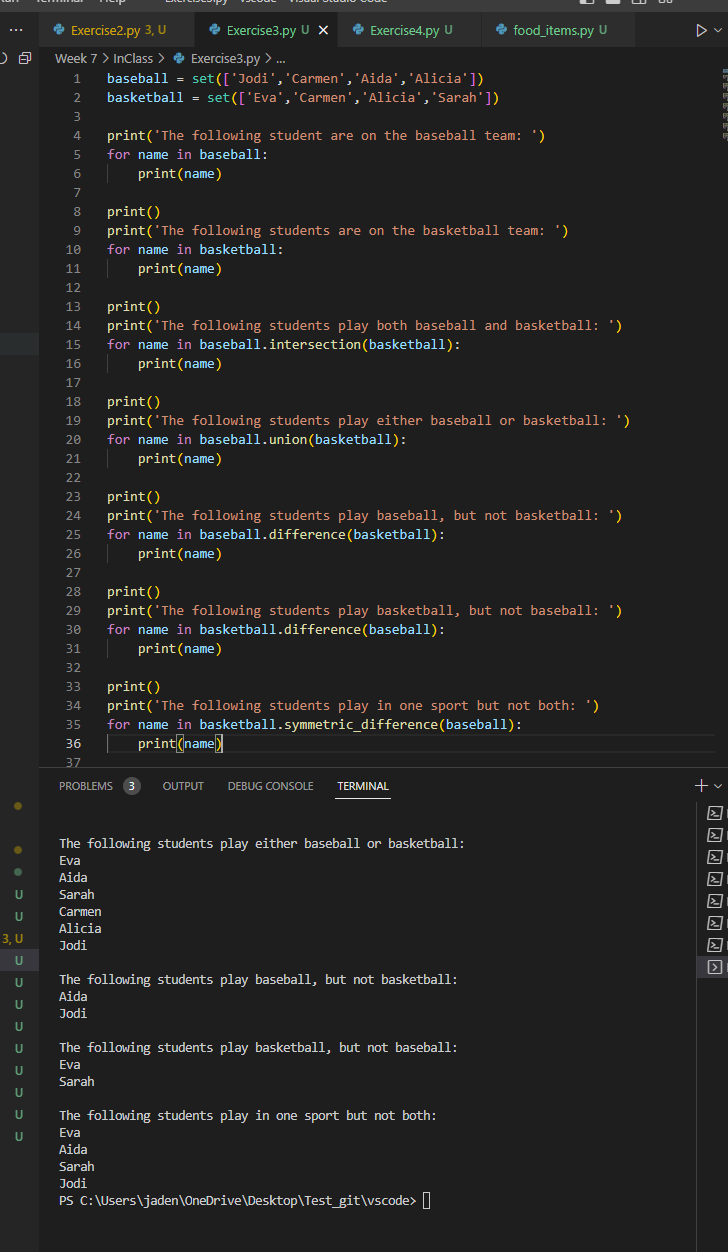 Exercise2.py 3, U Exercise3.py U Exercise4.py U food_items.py U
Week 7 > InClass > Exercise3.py > ...
1 baseball = set(['Jodi','Carmen','Aida','Alicia'])
2 basketball = set(['Eva','Carmen','Alicia','Sarah'])
3
4 print('The following student are on the baseball team: ')
5 for name in baseball:
6     print(name)
7
8 print()
9 print('The following students are on the basketball team: ')
10 for name in basketball:
11     print(name)
12
13 print()
14 print('The following students play both baseball and basketball: ')
15 for name in baseball.intersection(basketball):
16     print(name)
17
18 print()
19 print('The following students play either baseball or basketball: ')
20 for name in baseball.union(basketball):
21     print(name)
22
23 print()
24 print('The following students play baseball, but not basketball: ')
25 for name in baseball.difference(basketball):
26     print(name)
27
28 print()
29 print('The following students play basketball, but not baseball: ')
30 for name in basketball.difference(baseball):
31     print(name)
32
33 print()
34 print('The following students play in one sport but not both: ')
35 for name in basketball.symmetric_difference(baseball):
36     print(name)
37
PROBLEMS 3 OUTPUT DEBUG CONSOLE TERMINAL
The following students play either baseball or basketball:
Eva
Aida
Sarah
Carmen
Alicia
Jodi
The following students play baseball, but not basketball:
Aida
Jodi
The following students play basketball, but not baseball:
Eva
Sarah
The following students play in one sport but not both:
Eva
Aida
Sarah
Jodi
PS C:\Users\jaden\OneDrive\Desktop\Test_git\vscode>
U
U
3, U
U
U
U
U
U
U
U
U
U